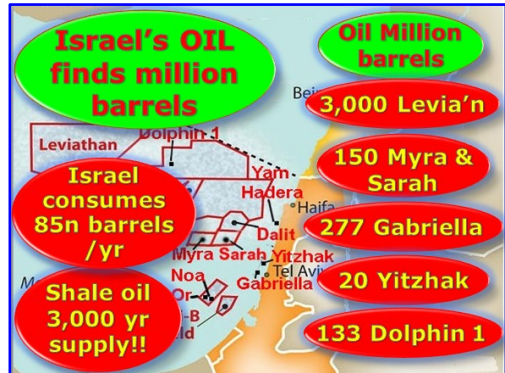 Israel's OIL
finds million
barrels
Oil Million
barrels
3,000 Levia'n
150 Myra &
Sarah
277 Gabriella
20 Yitzhak
133 Dolphin 1
Leviathan
Dolphin 1
Israel
consumes
85n barrels
/yr
Yam
Hadera
Haifa
Dalit
Myra Sarah
Yitzhak
Tel Aviv
Gabriella
Noa
Or
Shale oil
3,000 yr
supply!!